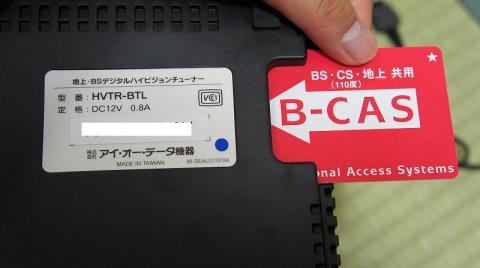 地上・BSデジタルハイビジョンチューナー
型 番 : HVTR-BTL
定 格 : DC12V 0.8A
VCCI
株式会社 アイ・オー・データ機器
MADE IN TAIWAN M-SEALG10784
BS・CS・地上 共用
(110度)
B-CAS
onal Access Systems